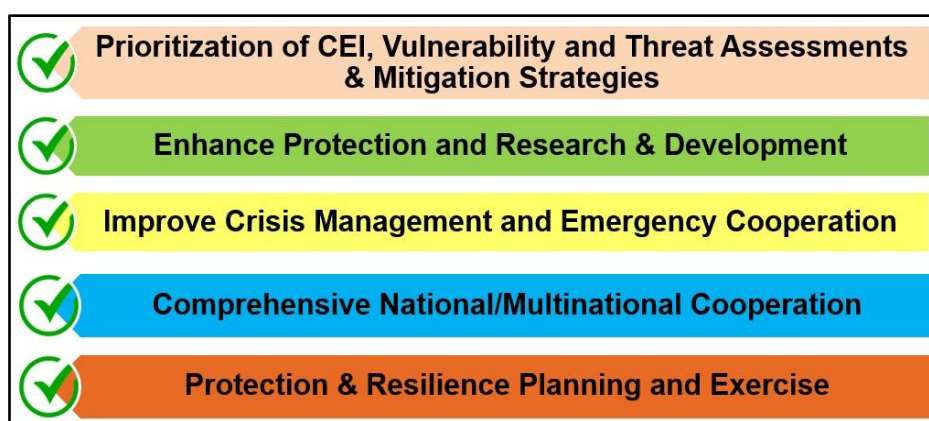 Prioritization of CEI, Vulnerability and Threat Assessments
& Mitigation Strategies
Enhance Protection and Research & Development
Improve Crisis Management and Emergency Cooperation
Comprehensive National/Multinational Cooperation
Protection & Resilience Planning and Exercise